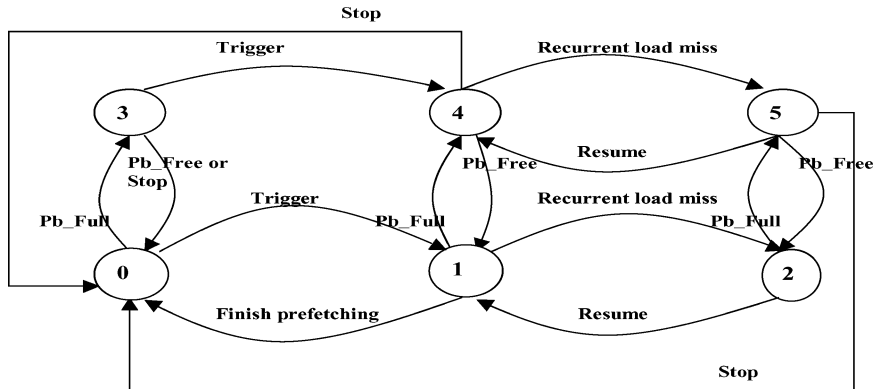 Stop
Trigger
Recurrent load miss
3
4
5
Pb_Free or
Stop
Pb_Free
Resume
Pb_Free
Trigger
Recurrent load miss
Pb_Full
Pb_Full
Pb_Full
0
1
2
Finish prefetching
Resume
Stop